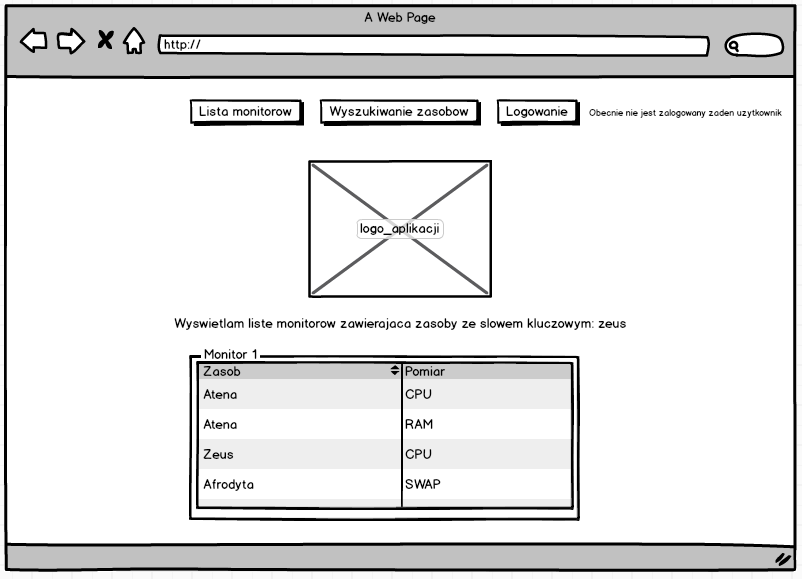 A Web Page
http://
Lista monitorow
Wyszukiwanie zasobow
Logowanie
Obecnie nie jest zalogowany zaden uzytkownik
logo_aplikacji
Wyswietlam liste monitorow zawierajaca zasoby ze slowem kluczowym: zeus
Monitor 1
Zasob Pomiar
Atena CPU
Atena RAM
Zeus CPU
Afrodyta SWAP